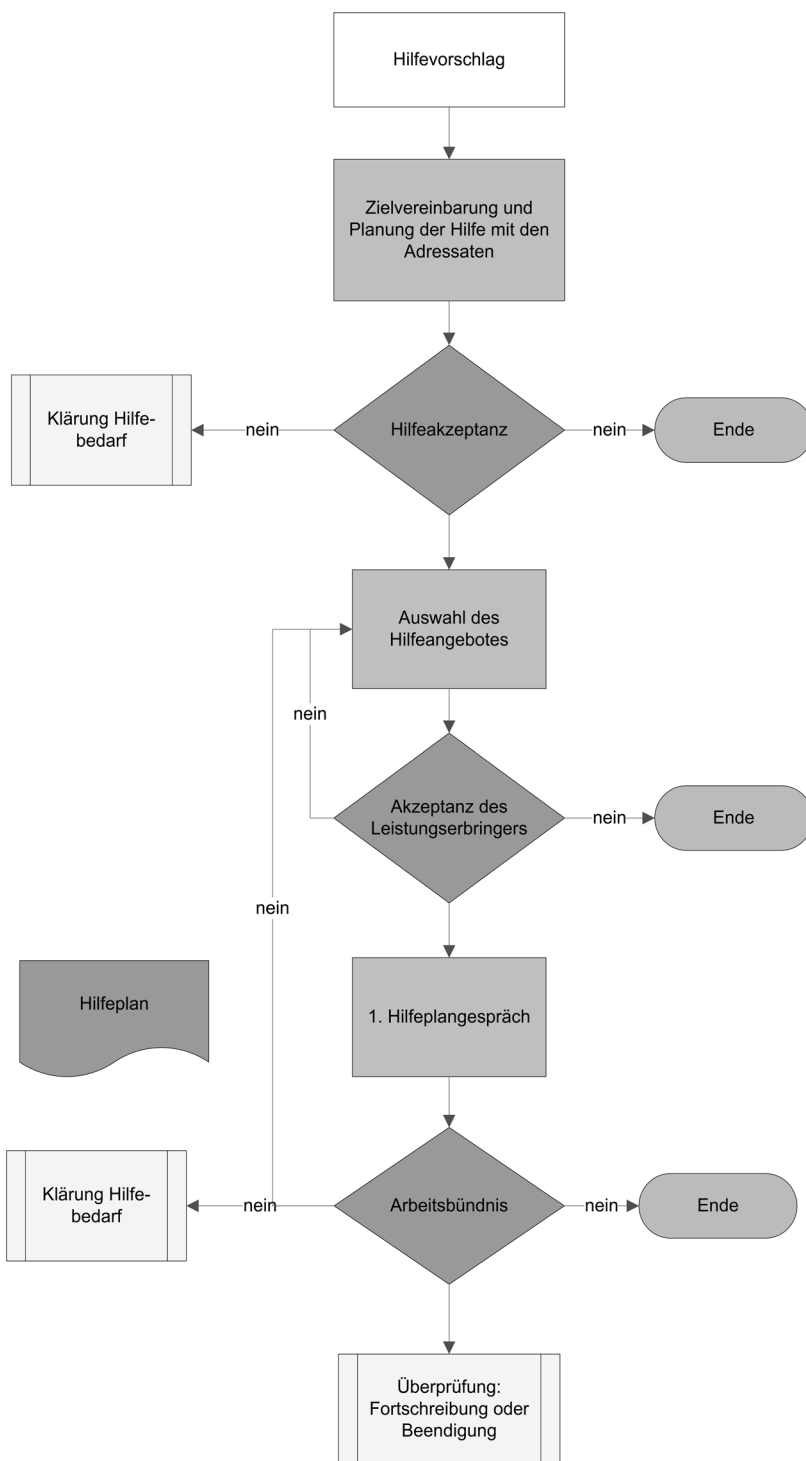 Hilfevorschlag
Zielvereinbarung und
Planung der Hilfe mit den
Adressaten
Klärung Hilfe-
bedarf
nein
Hilfeakzeptanz
nein
Ende
Auswahl des
Hilfeangebotes
nein
Akzeptanz des
Leistungserbringers
nein
Ende
nein
Hilfeplan
1. Hilfeplangespräch
Klärung Hilfe-
bedarf
nein
Arbeitsbündnis
nein
Ende
Überprüfung:
Fortschreibung oder
Beendigung